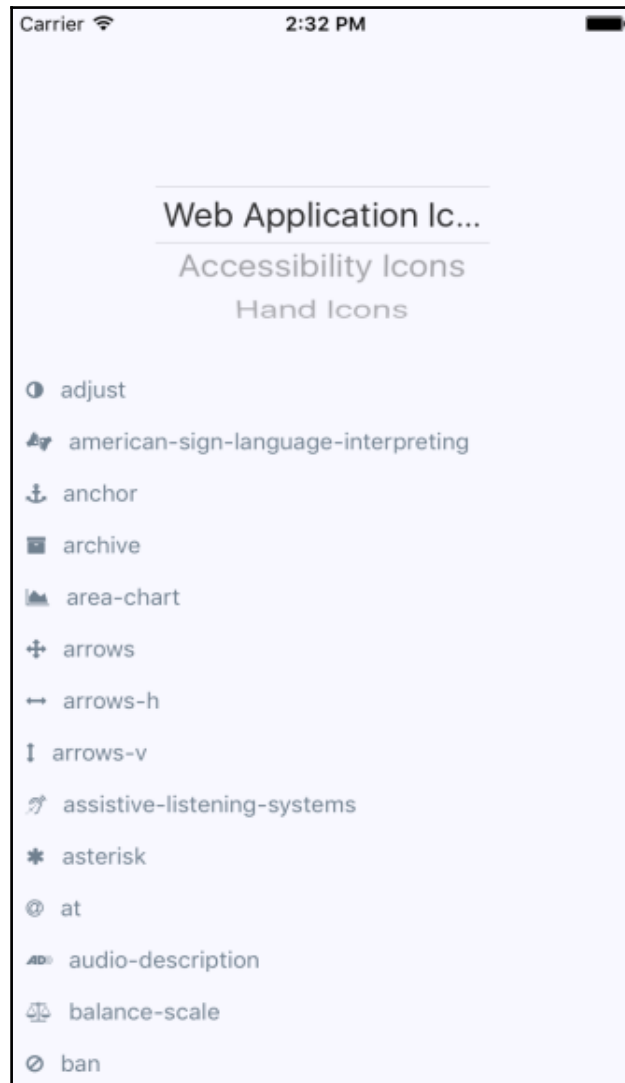 Carrier 2:32 PM
Web Application Ic...
Accessibility Icons
Hand Icons
adjust
american-sign-language-interpreting
anchor
archive
area-chart
arrows
arrows-h
arrows-v
assistive-listening-systems
asterisk
@ at
AD audio-description
balance-scale
ban